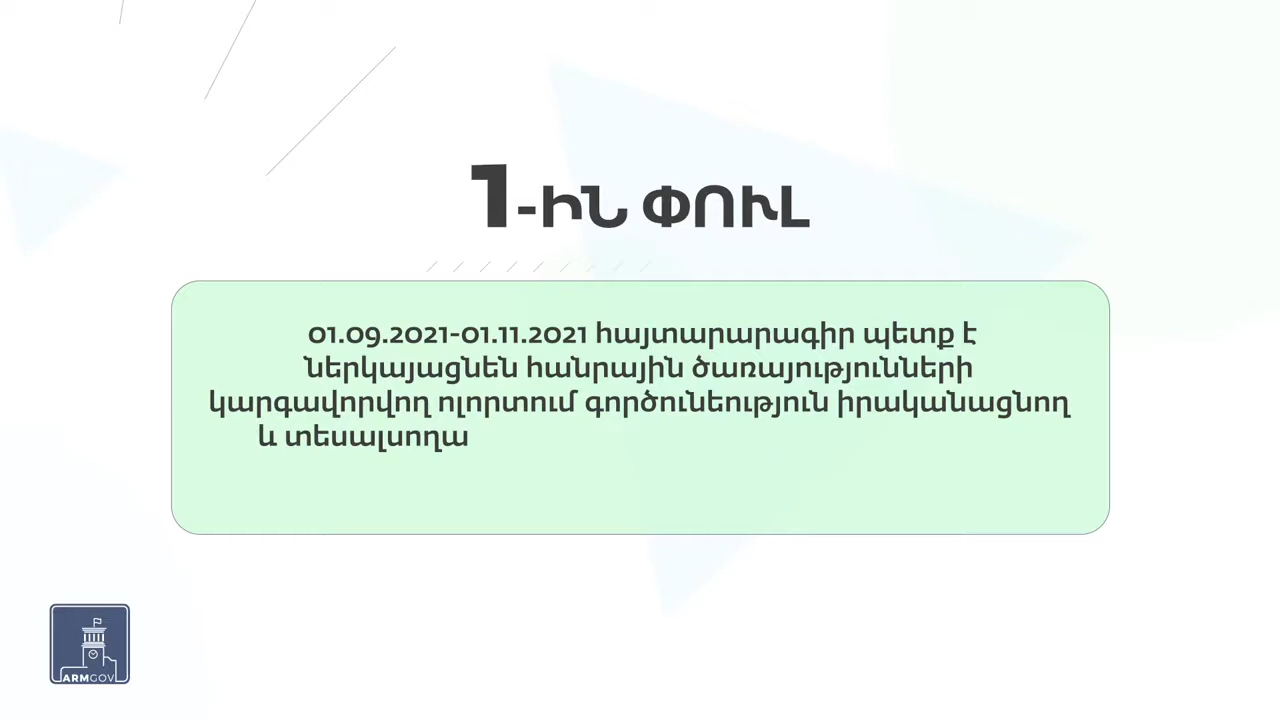 1-ԻՆ ՓՈՒԼ
01.09.2021-01.11.2021 հայտարարագիր պետք է
ներկայացնեն հանրային ծառայությունների
կարգավորվող ոլորտում գործունեություն իրականացնող
և տեսալսողա
ARMGOV